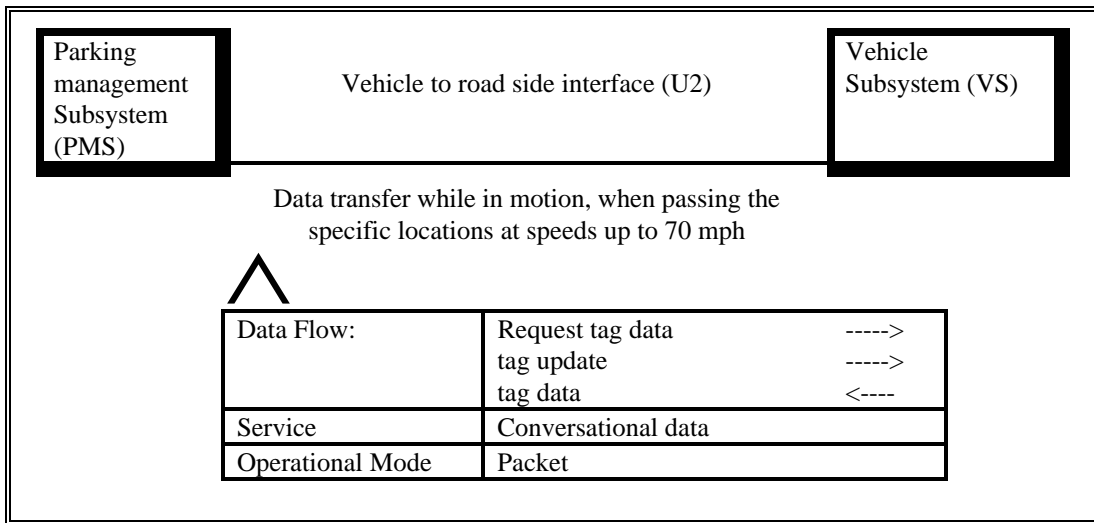 Parking
management
Subsystem
(PMS)
Vehicle to road side interface (U2)
Vehicle
Subsystem (VS)
Data transfer while in motion, when passing the
specific locations at speeds up to 70 mph
Data Flow: Request tag data ----->
tag update ----->
tag data <----
Service Conversational data
Operational Mode Packet